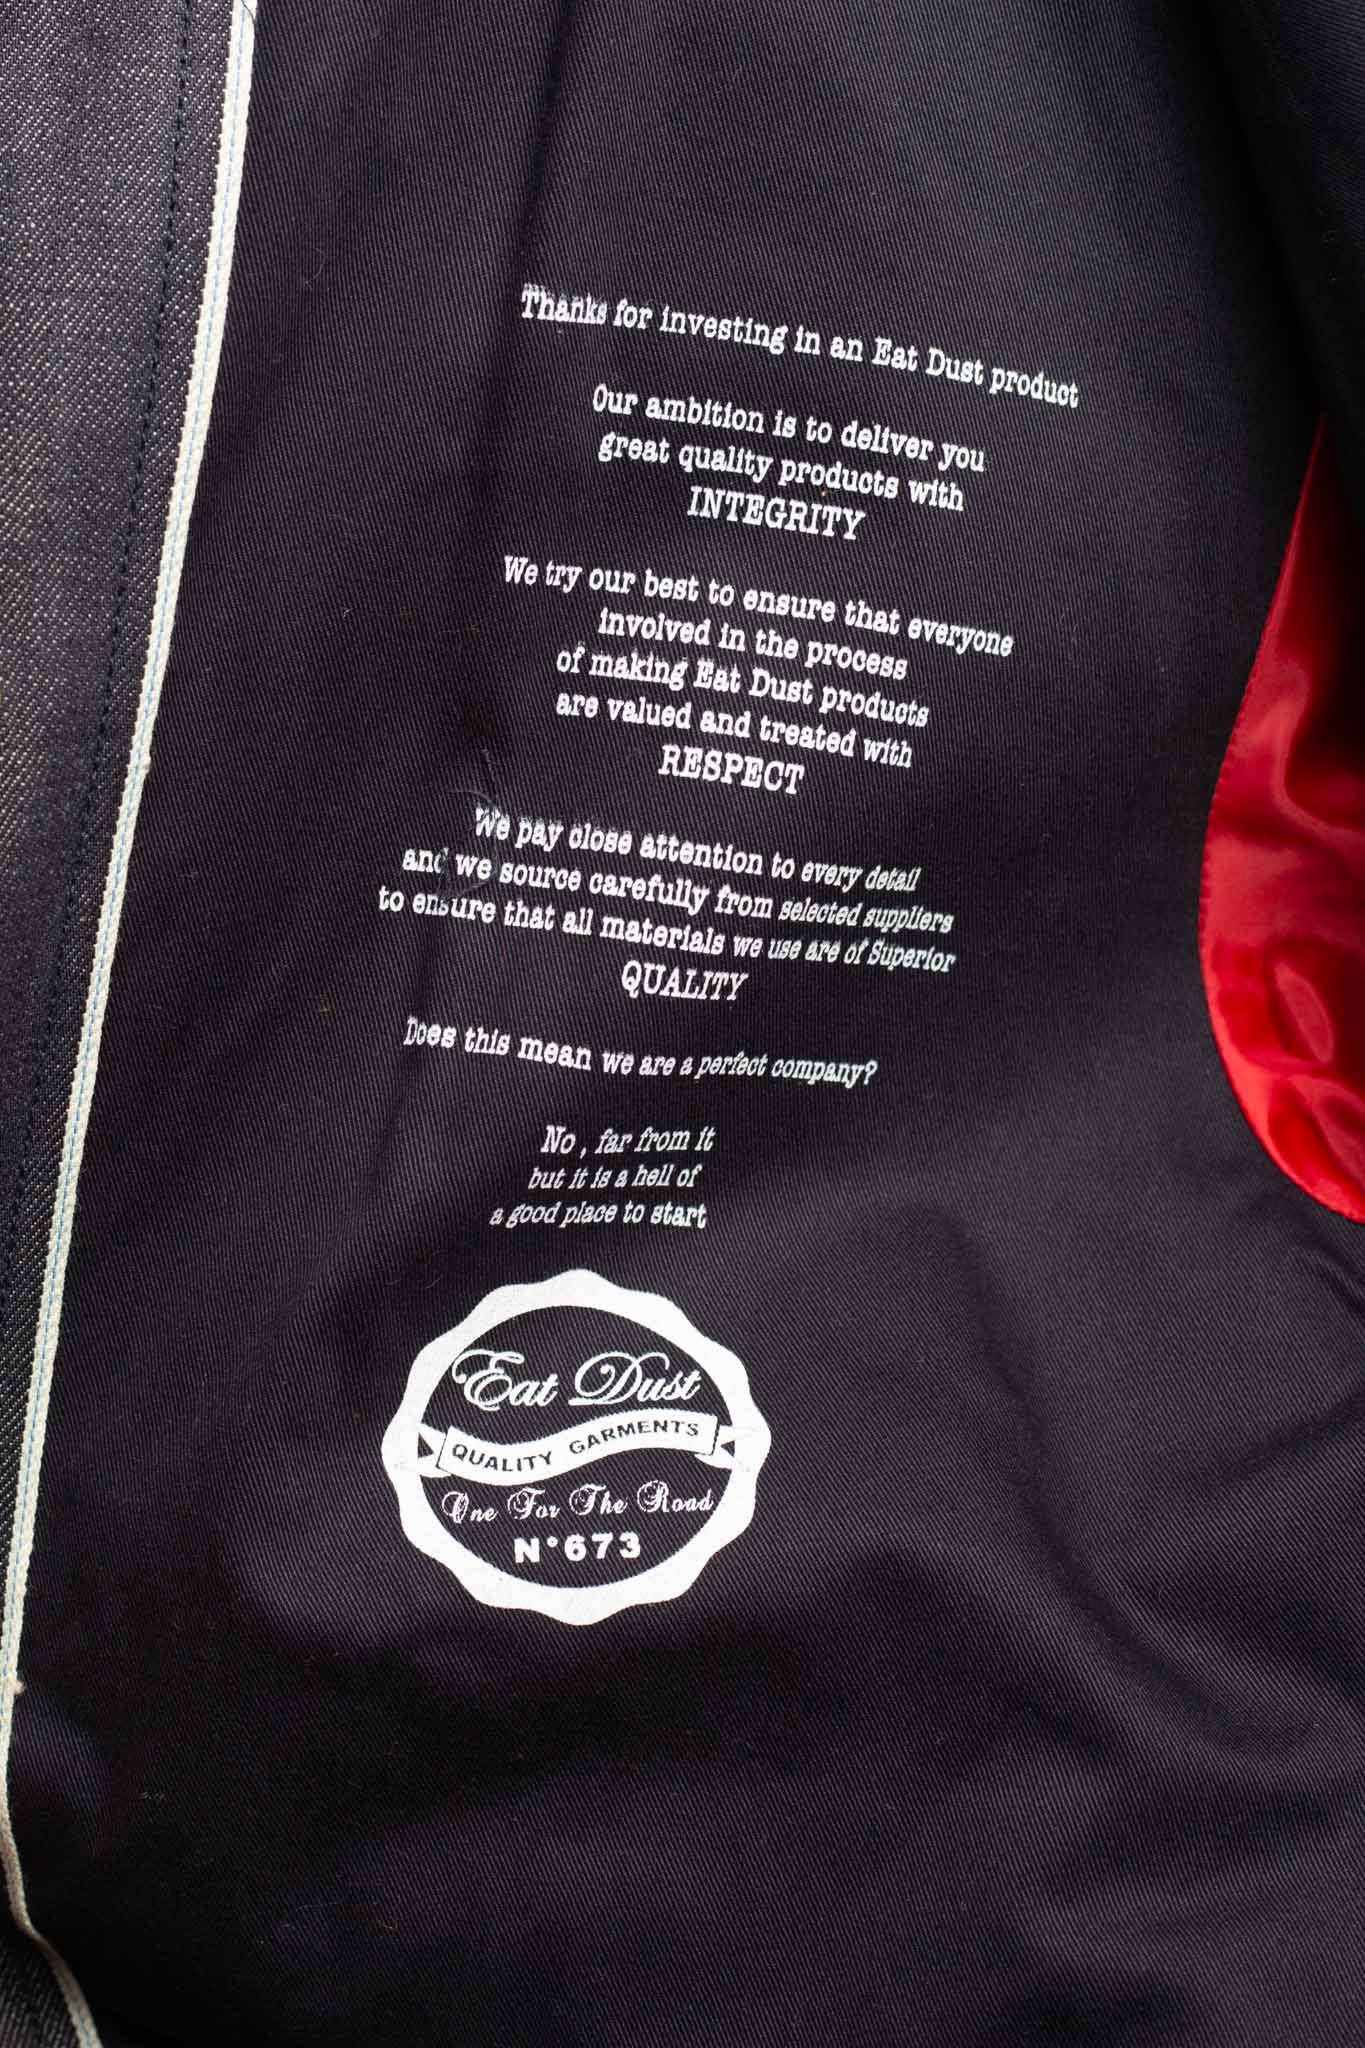 Thanks for investing in an Eat Dust product
Our ambition is to deliver you
great quality products with
INTEGRITY
We try our best to ensure that everyone
involved in the process
of making Eat Dust products
are valued and treated with
RESPECT
We pay close attention to every detail
and we source carefully from selected suppliers
to ensure that all materials we use are of Superior
QUALITY
Does this mean we are a perfect company?
No , far from it
but it is a hell of
a good place to start
Eat Dust
QUALITY GARMENTS
One For The Road
N°673